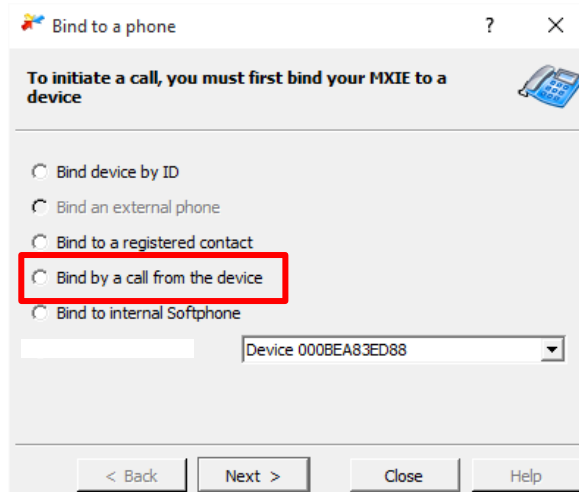 Bind to a phone ?
To initiate a call, you must first bind your MXIE to a
device
Bind device by ID
Bind an external phone
Bind to a registered contact
Bind by a call from the device
Bind to internal Softphone
Device 000BEA83ED88
< Back Next > Close Help